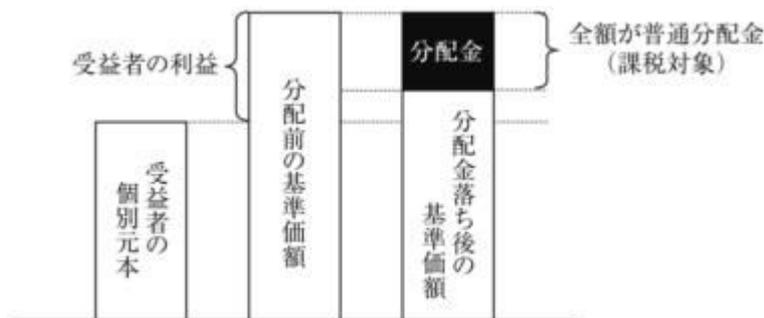 受益者の利益
分配金
全額が普通分配金
（課税対象）
受益者の
個別元本
分配前の基準価額
分配金落ち後の
基準価額